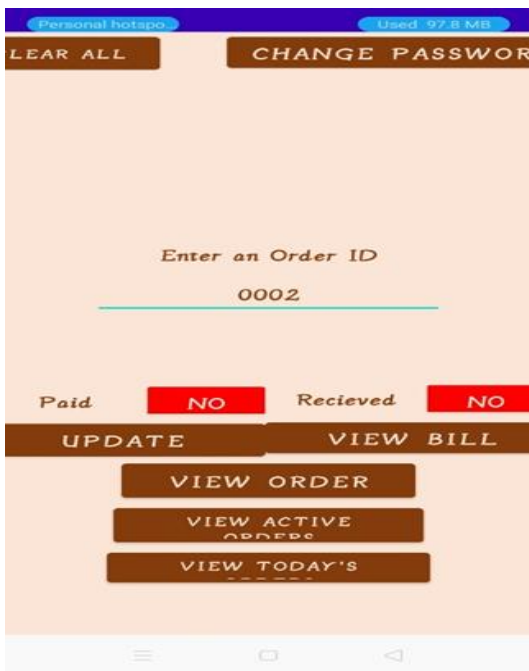 Personal hotspo...
Used 97.8 MB
LEAR ALL
CHANGE PASSWOR
Enter an Order ID
0002
Paid
NO
Recieved
NO
UPDATE
VIEW BILL
VIEW ORDER
VIEW ACTIVE
ORDERS
VIEW TODAY'S